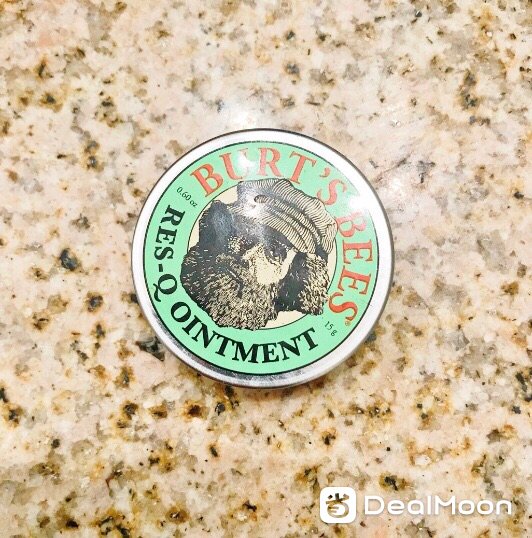 BURT'S BEES®
0.60 oz
RES-Q OINTMENT
15 g
DealMoon